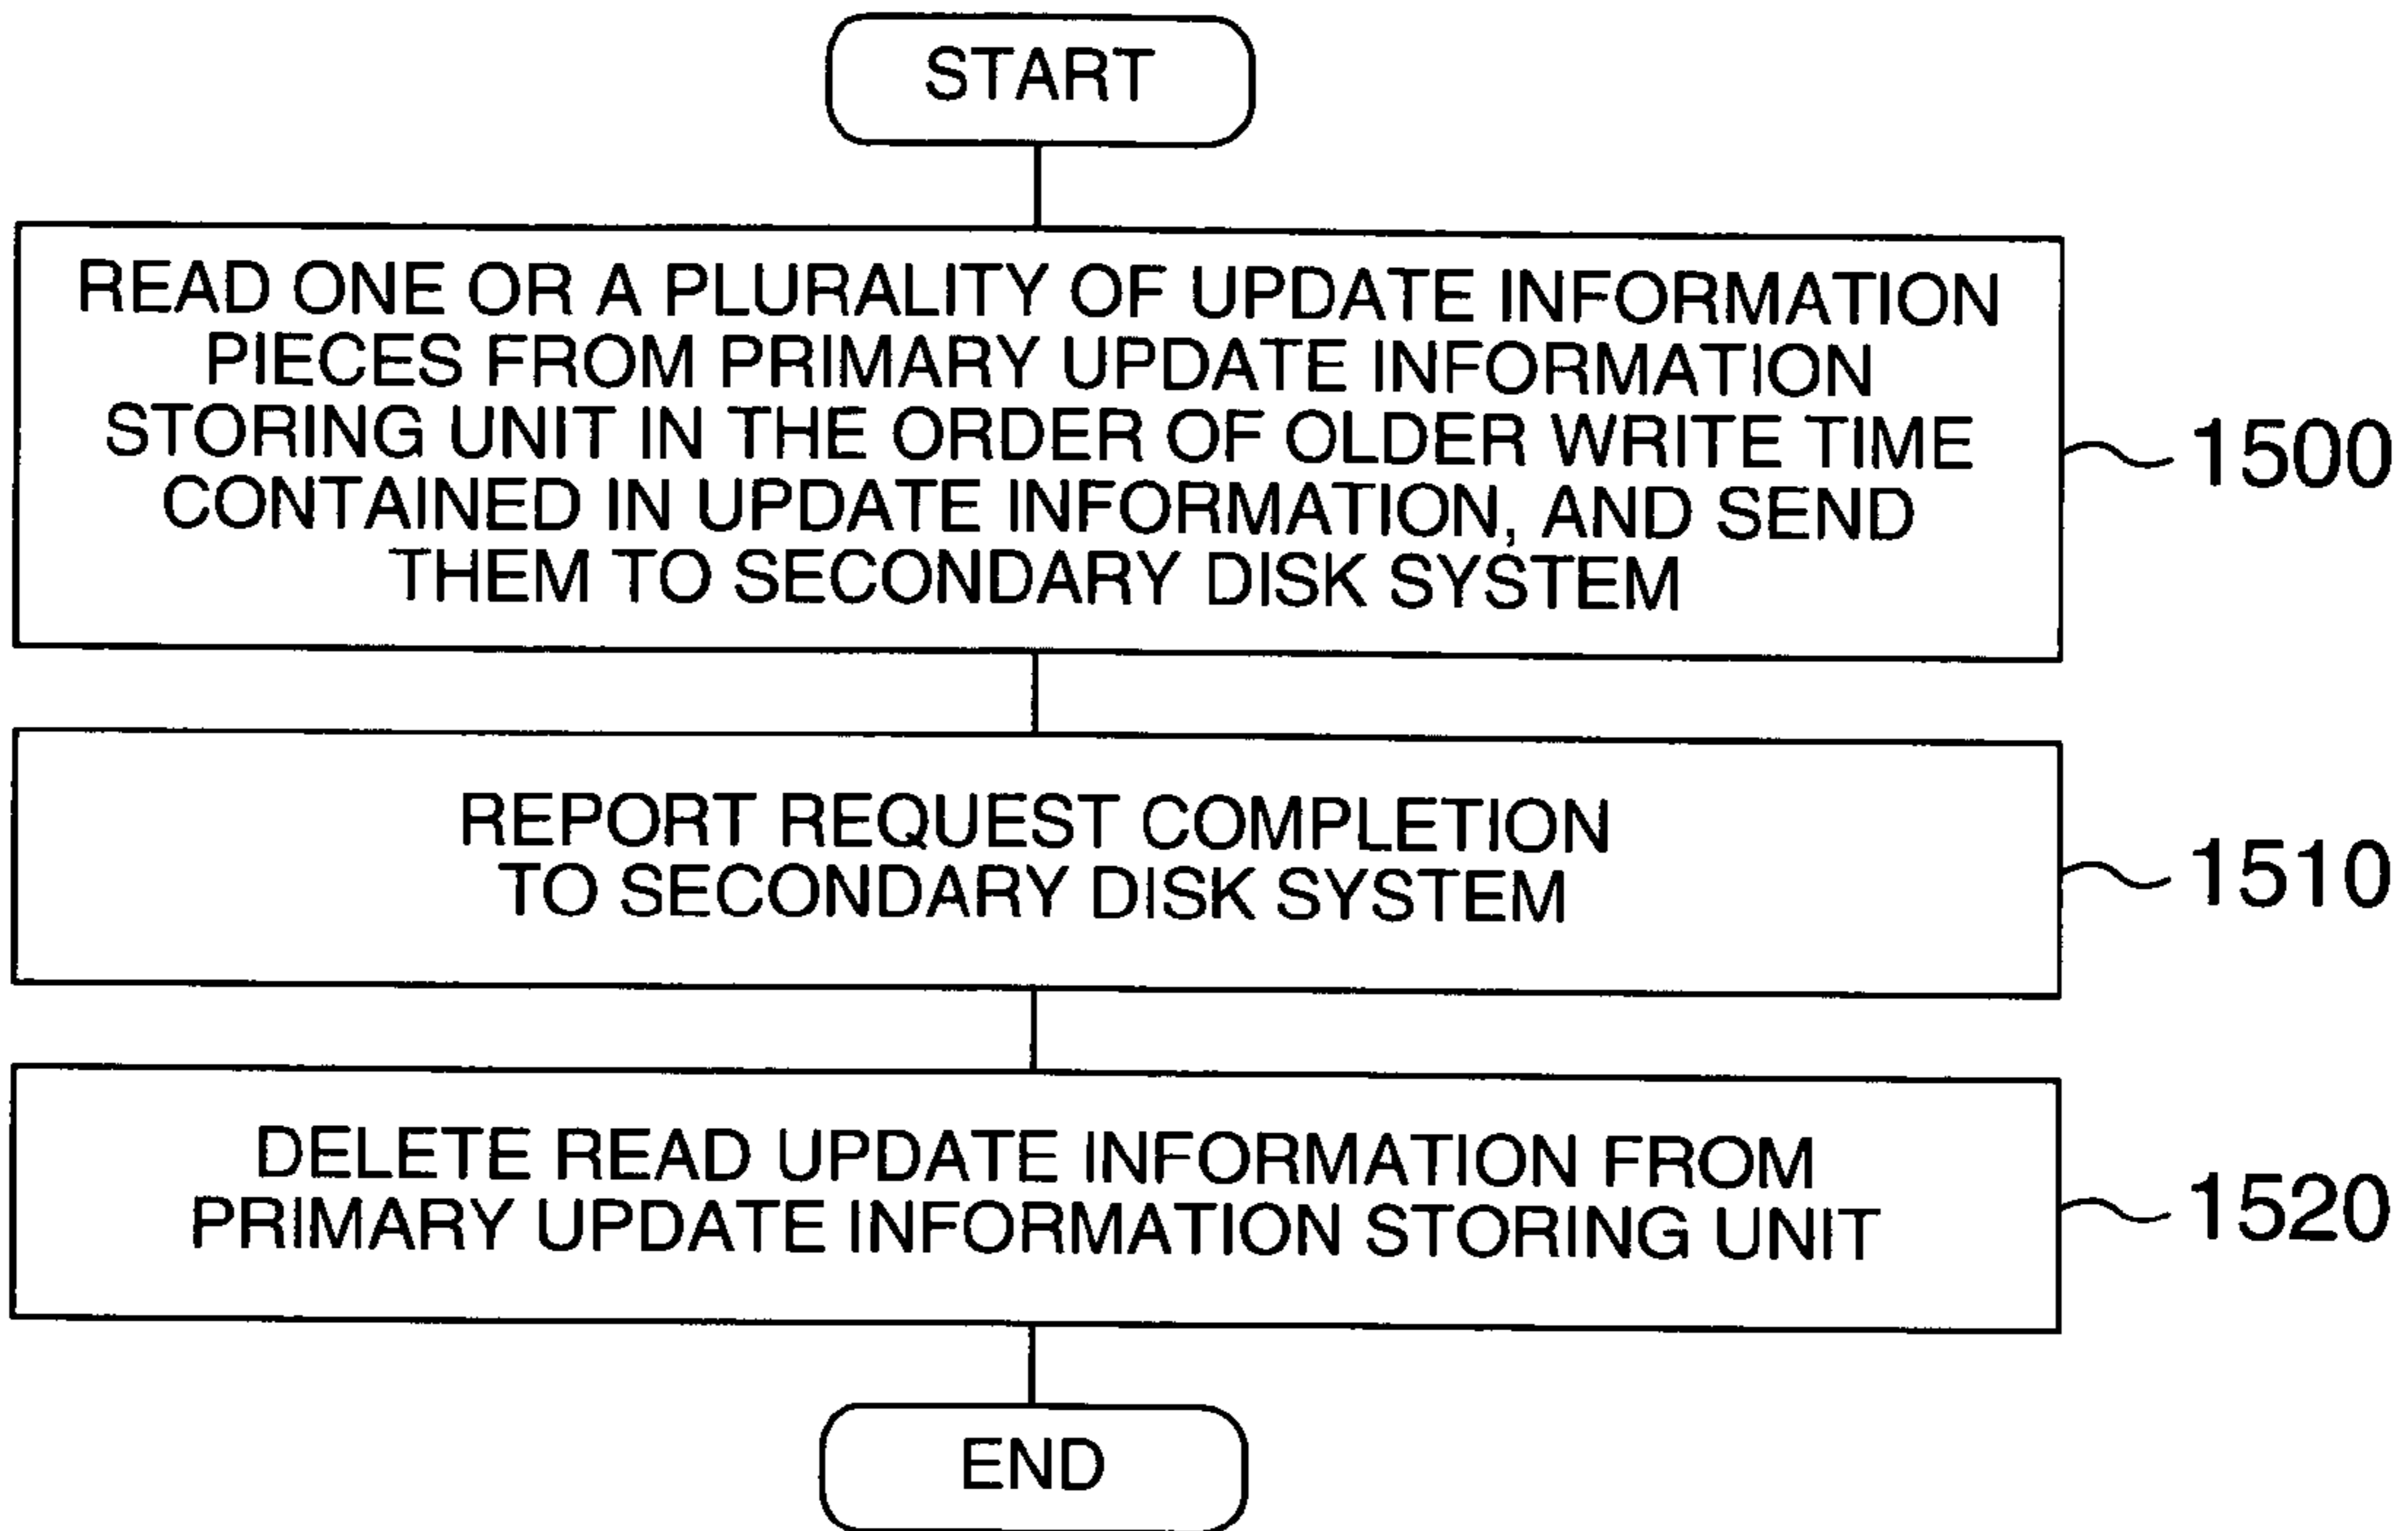 START
READ ONE OR A PLURALITY OF UPDATE INFORMATION
PIECES FROM PRIMARY UPDATE INFORMATION
STORING UNIT IN THE ORDER OF OLDER WRITE TIME
CONTAINED IN UPDATE INFORMATION, AND SEND
THEM TO SECONDARY DISK SYSTEM
1500
REPORT REQUEST COMPLETION
TO SECONDARY DISK SYSTEM
1510
DELETE READ UPDATE INFORMATION FROM
PRIMARY UPDATE INFORMATION STORING UNIT
1520
END